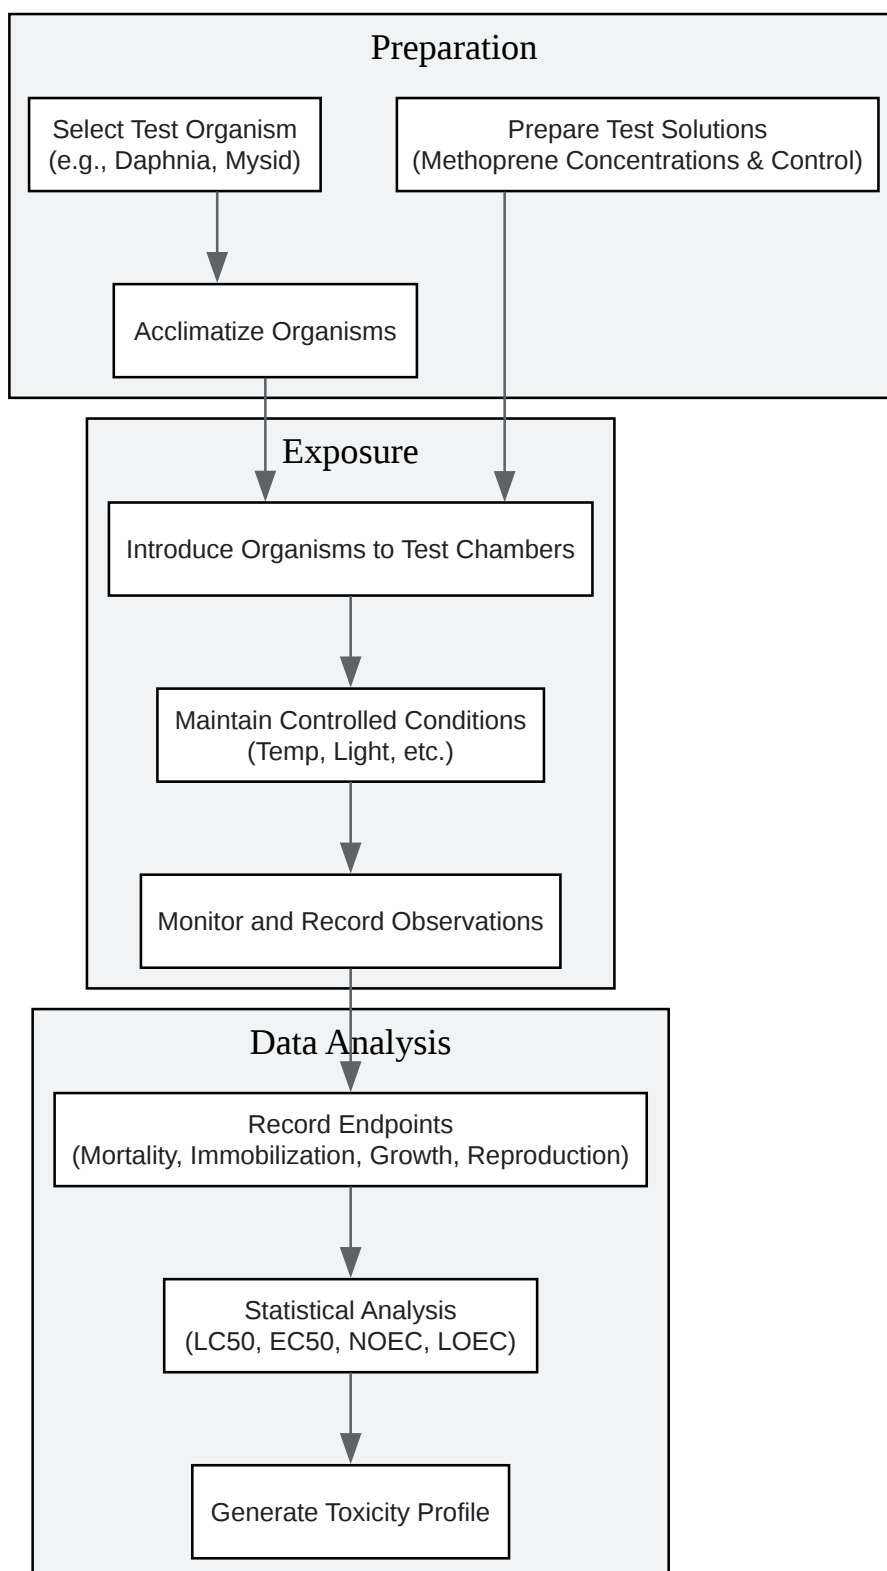 Preparation
Select Test Organism
(e.g., Daphnia, Mysid)
Prepare Test Solutions
(Methoprene Concentrations & Control)
Acclimatize Organisms
Exposure
Introduce Organisms to Test Chambers
Maintain Controlled Conditions
(Temp, Light, etc.)
Monitor and Record Observations
Data Analysis
Record Endpoints
(Mortality, Immobilization, Growth, Reproduction)
Statistical Analysis
(LC50, EC50, NOEC, LOEC)
Generate Toxicity Profile